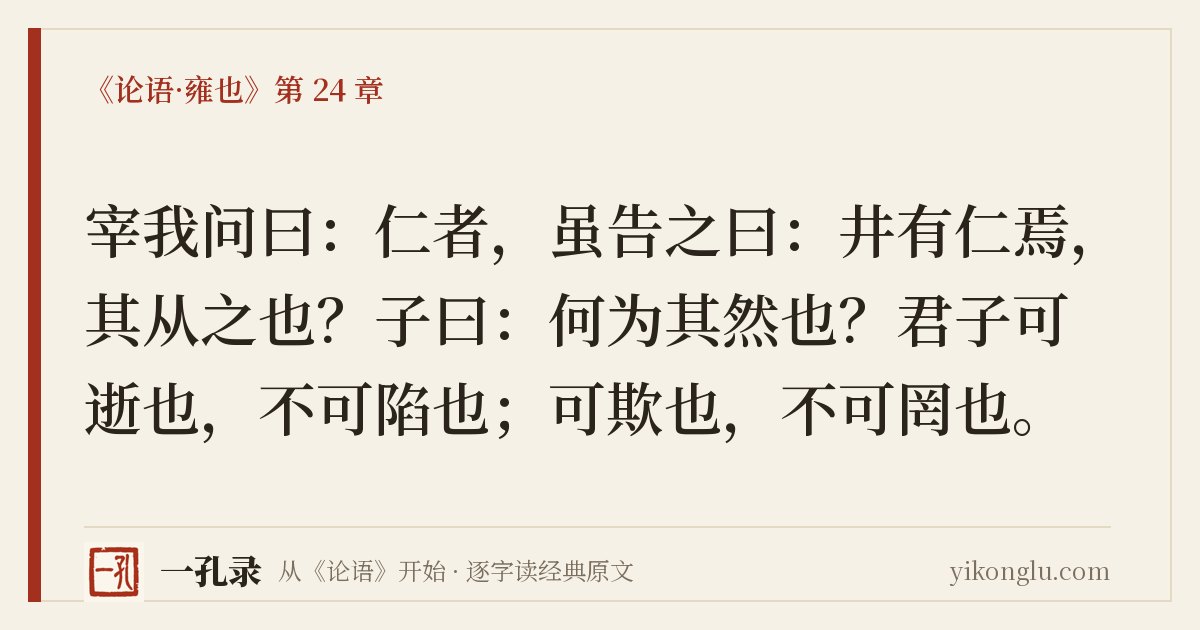 《论语·雍也》第 24 章
宰我问曰：仁者，虽告之曰：井有仁焉，
其从之也？子曰：何为其然也？君子可
逝也，不可陷也；可欺也，不可罔也。
一孔
一孔录 从《论语》开始 · 逐字读经典原文 yikonglu.com